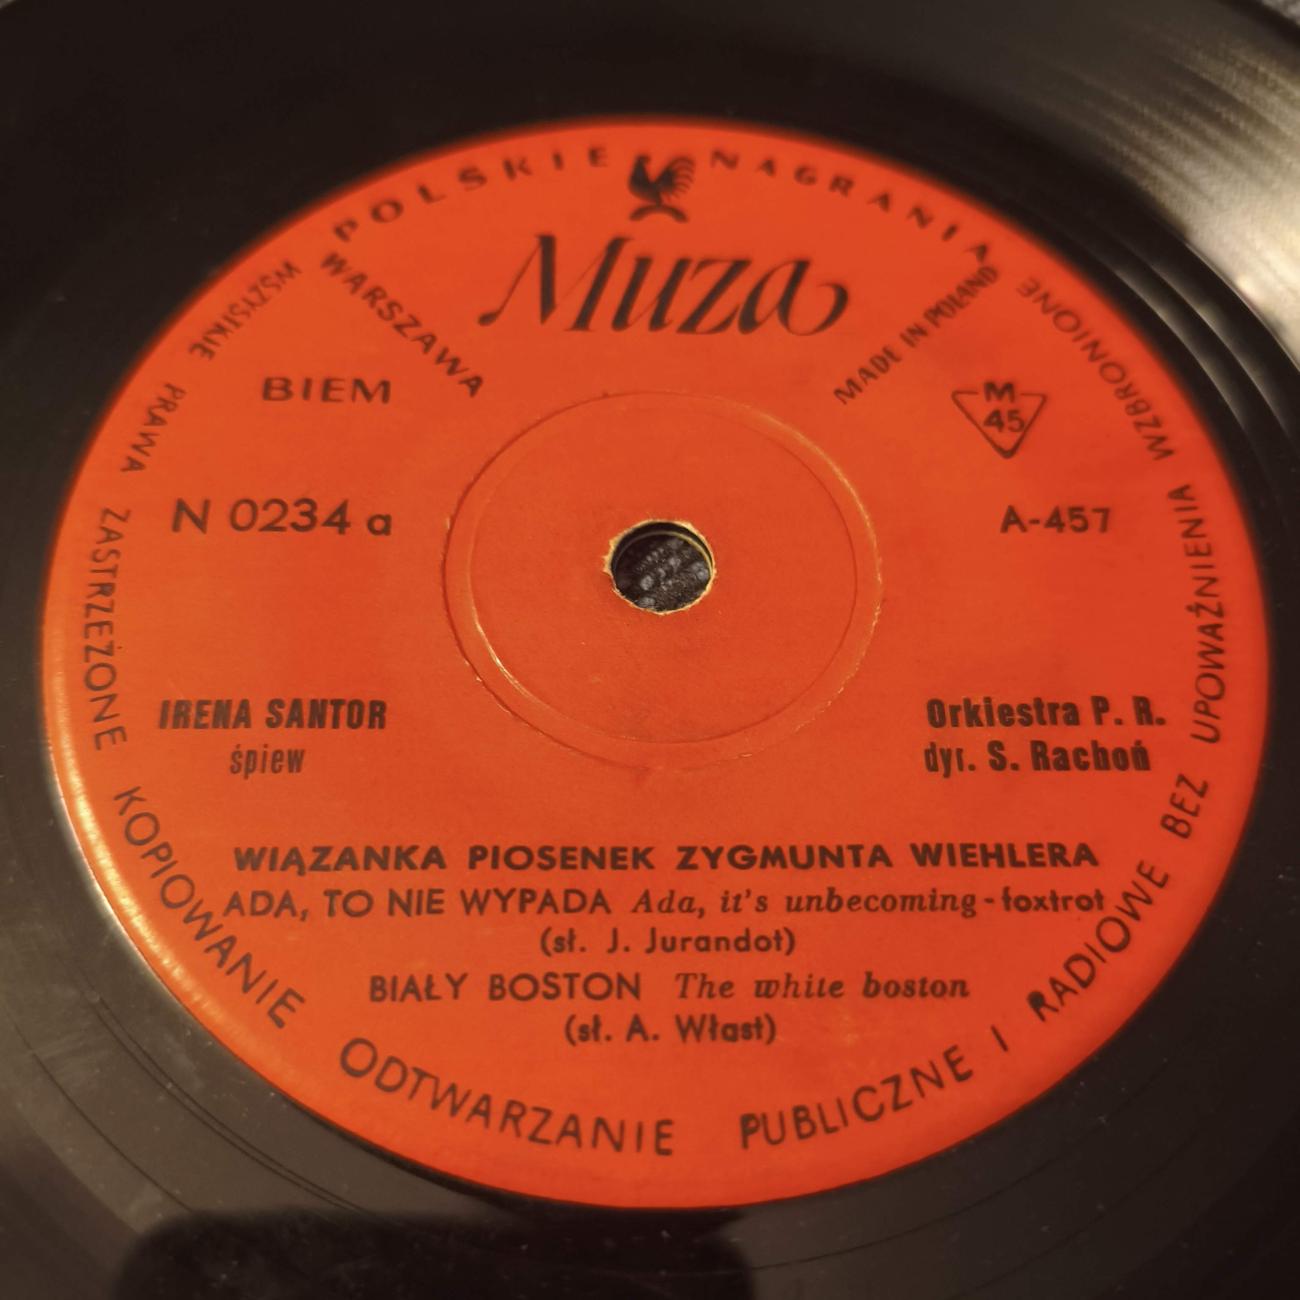 POLSKIE NAGRANIA
Muza
WARSZAWA
MADE IN POLAND
BIEM
M
45
N 0234 a
A-457
IRENA SANTOR
śpiew
Orkiestra P. R.
dyr. S. Rachoń
WIĄZANKA PIOSENEK ZYGMUNTA WIEHLERA
ADA, TO NIE WYPADA Ada, it's unbecoming - foxtrot
(sł. J. Jurandot)
BIAŁY BOSTON The white boston
(sł. A. Włast)
WSZYSTKIE PRAWA ZASTRZEŻONE KOPIOWANIE ODTWARZANIE PUBLICZNE I RADIOWE BEZ UPOWAŻNIENIA WZBRONIONE